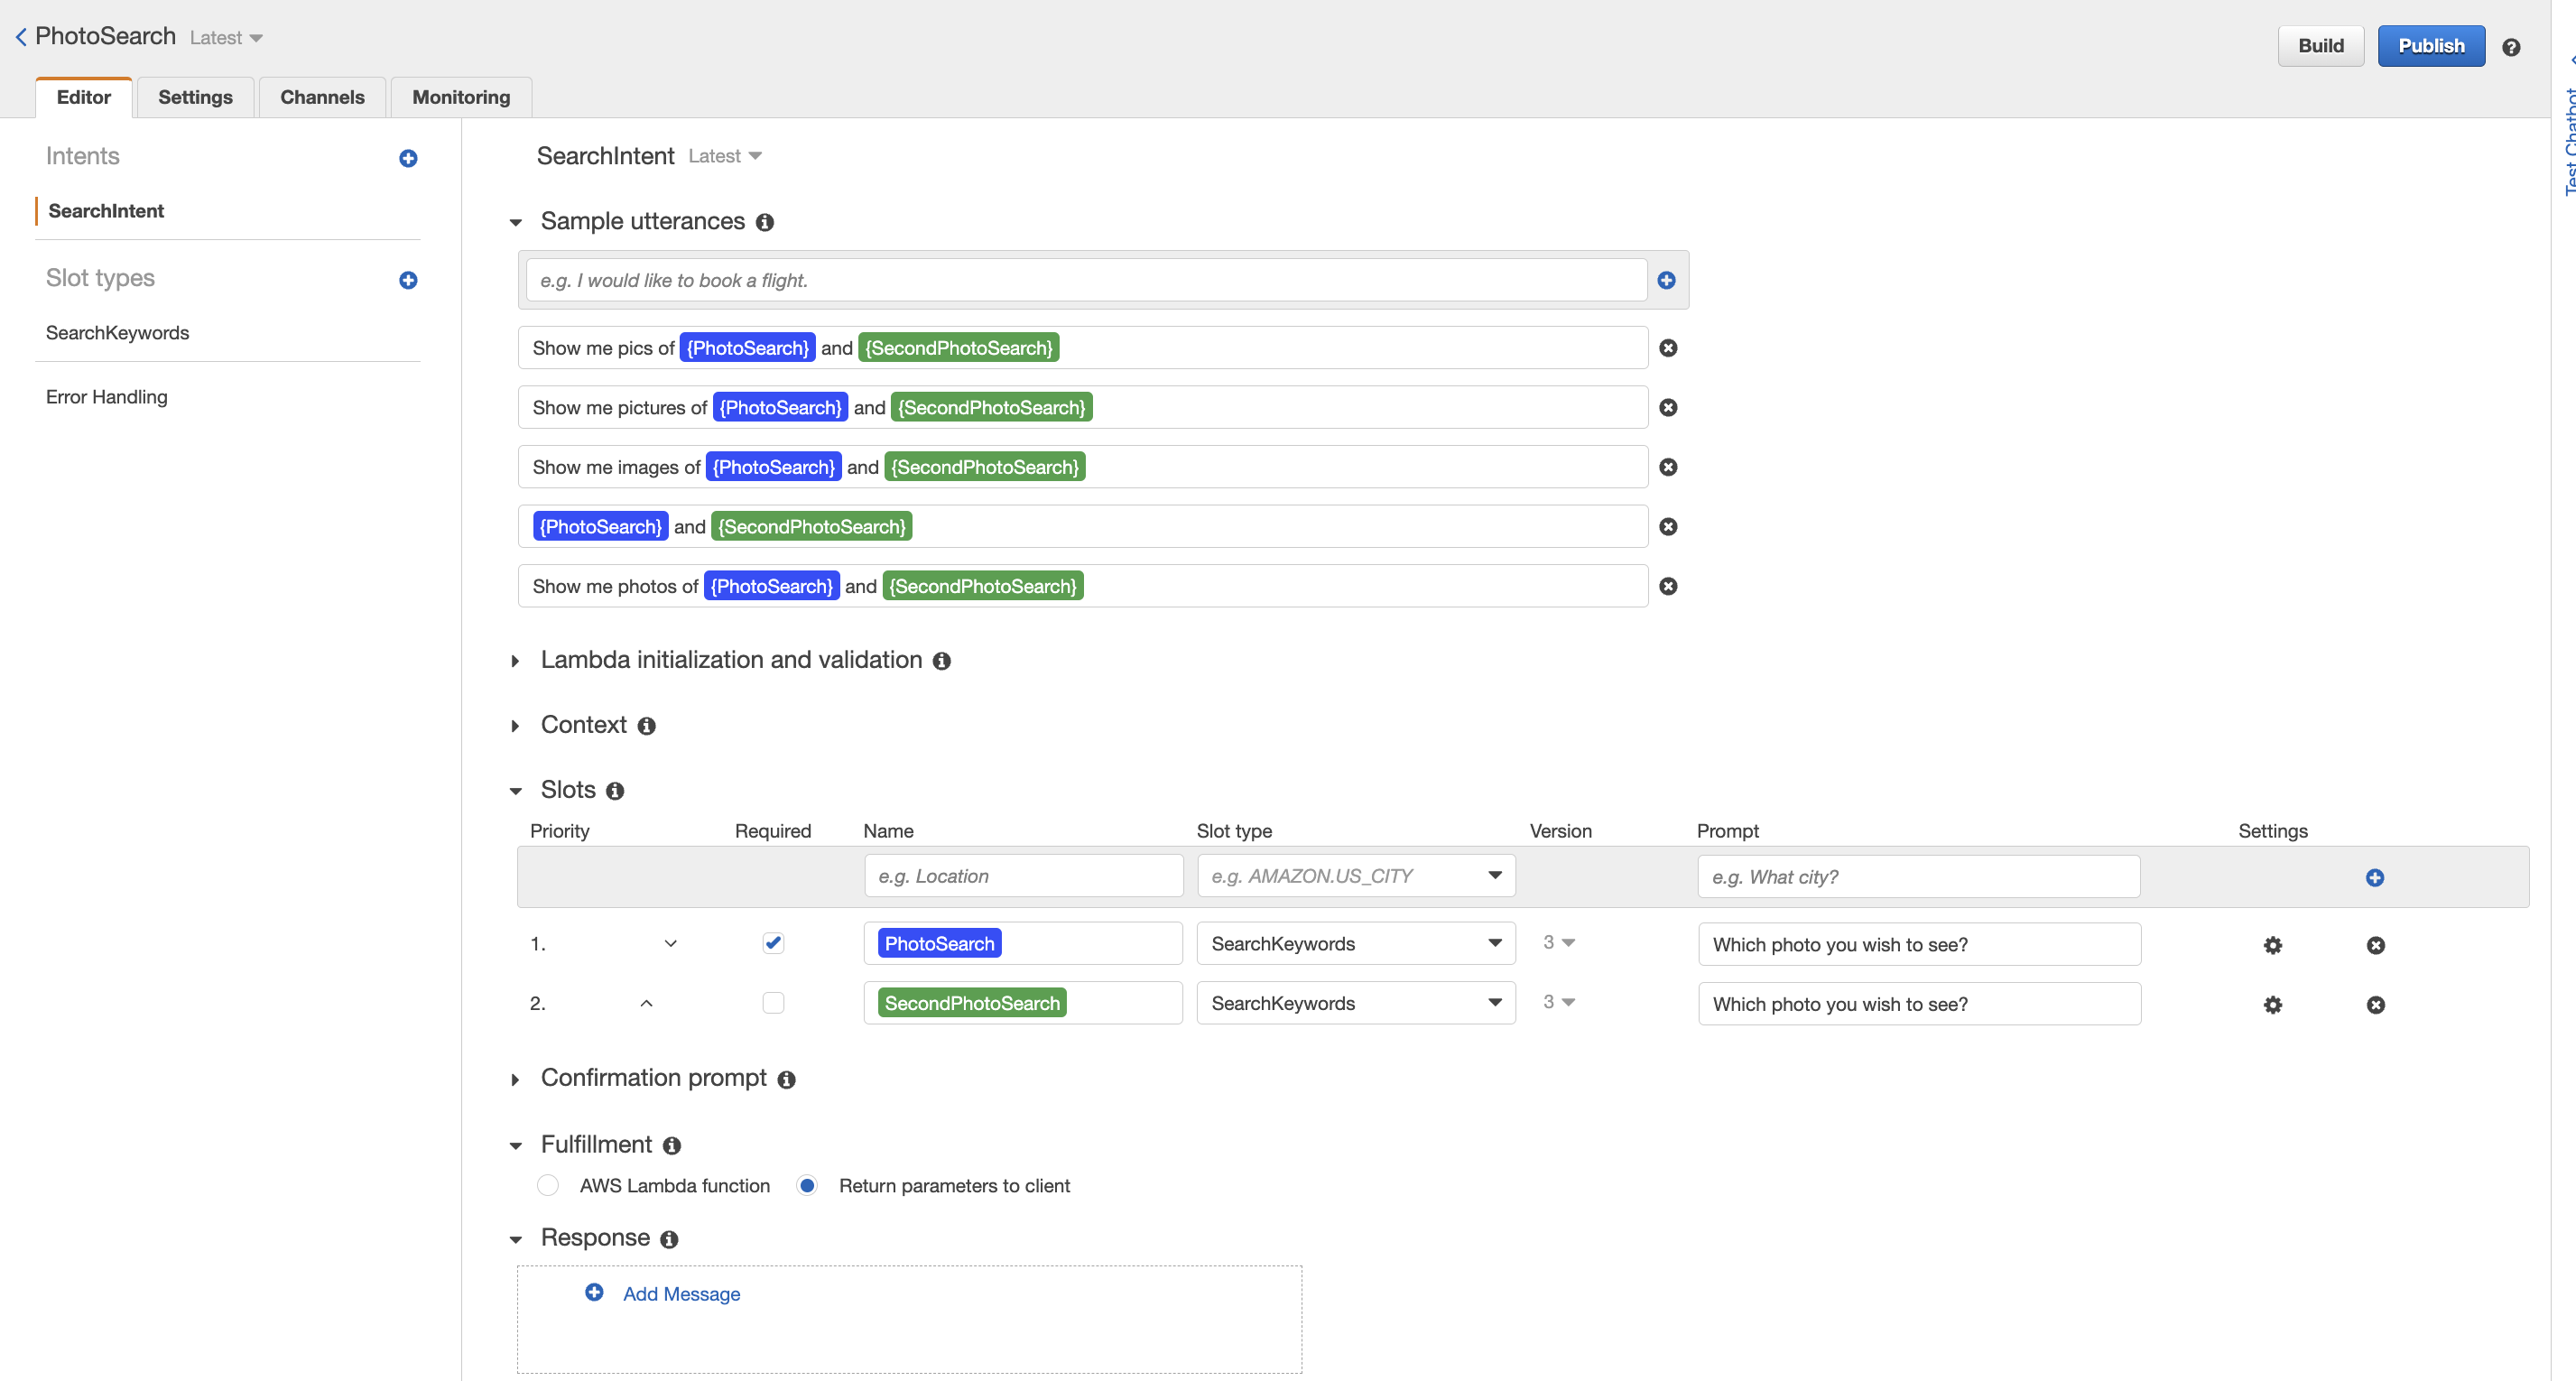 PhotoSearch Latest
Build Publish
Editor Settings Channels Monitoring
Test Chatbot
Intents
SearchIntent
Slot types
SearchKeywords
Error Handling
SearchIntent Latest
Sample utterances
e.g. I would like to book a flight.
Show me pics of {PhotoSearch} and {SecondPhotoSearch}
Show me pictures of {PhotoSearch} and {SecondPhotoSearch}
Show me images of {PhotoSearch} and {SecondPhotoSearch}
{PhotoSearch} and {SecondPhotoSearch}
Show me photos of {PhotoSearch} and {SecondPhotoSearch}
Lambda initialization and validation
Context
Slots
Priority Required Name Slot type Version Prompt Settings
e.g. Location e.g. AMAZON.US_CITY e.g. What city?
1. PhotoSearch SearchKeywords 3 Which photo you wish to see?
2. SecondPhotoSearch SearchKeywords 3 Which photo you wish to see?
Confirmation prompt
Fulfillment
AWS Lambda function Return parameters to client
Response
Add Message